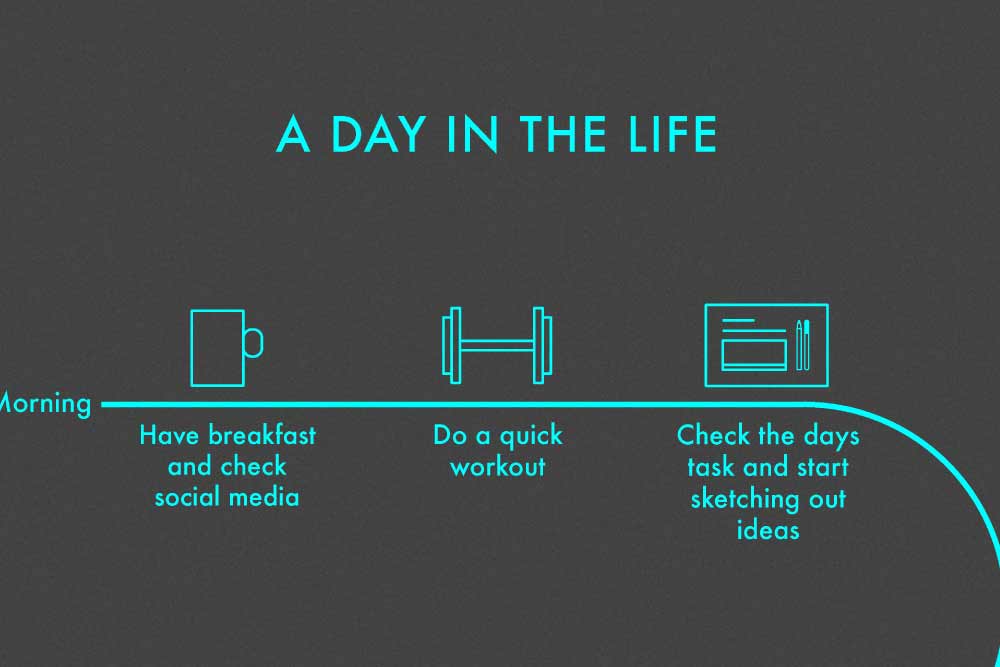 A DAY IN THE LIFE
Morning
Have breakfast
and check
social media
Do a quick
workout
Check the days
task and start
sketching out
ideas